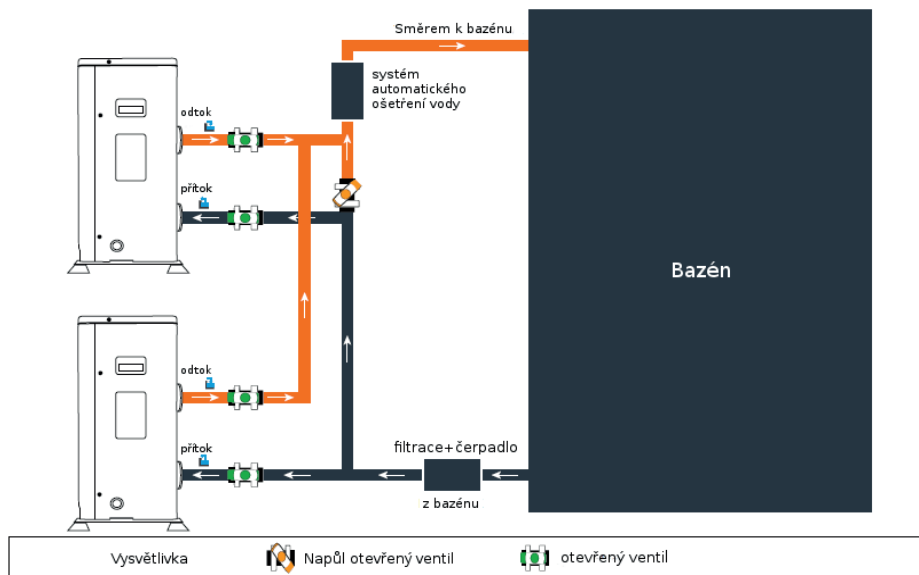 Směrem k bazénu
systém
automatického
ošetření vody
odtok
přítok
Bazén
odtok
přítok
filtrace+čerpadlo
z bazénu
Vysvětlivka
Napůl otevřený ventil
otevřený ventil